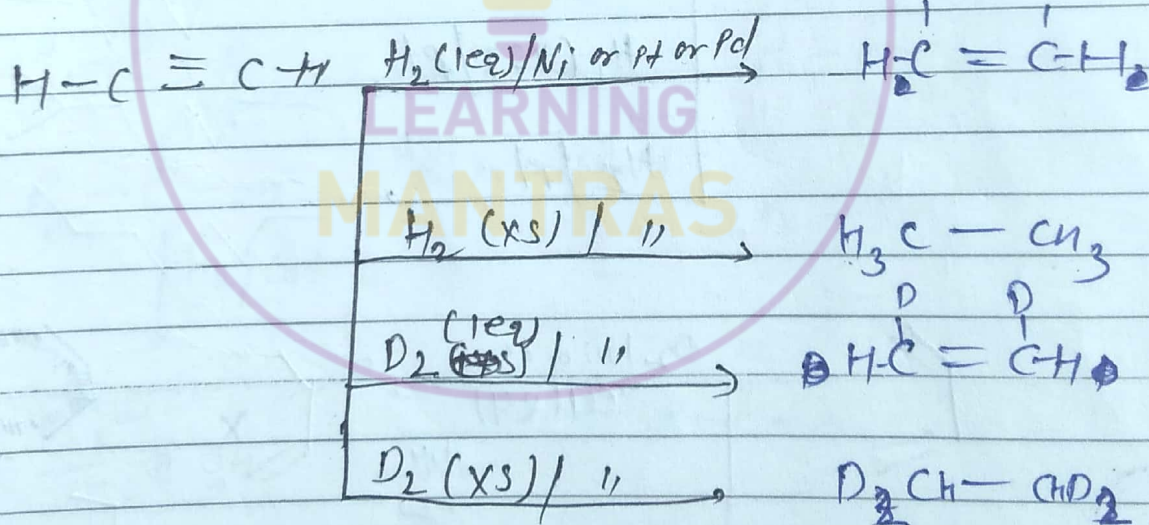 H-C ≡ C-H H₂(1eq)/Ni or Pt or Pd H₂C = C-H₂
LEARNING
MANTRAS
H₂ (xs) / ,, H₃C — CH₃
D D
(1eq)
D₂ / ,, H-C = C-H
D₂ (xs) / ,, D₂CH — CHD₂